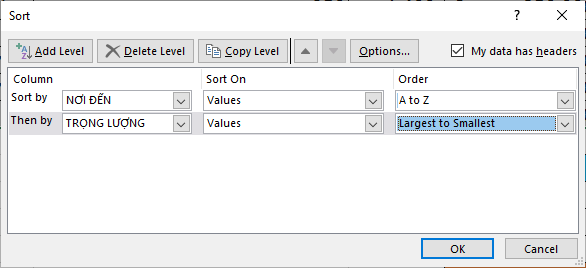 Sort
Add Level Delete Level Copy Level Options... My data has headers
Column Sort On Order
Sort by NƠI ĐẾN Values A to Z
Then by TRỌNG LƯỢNG Values Largest to Smallest
OK Cancel